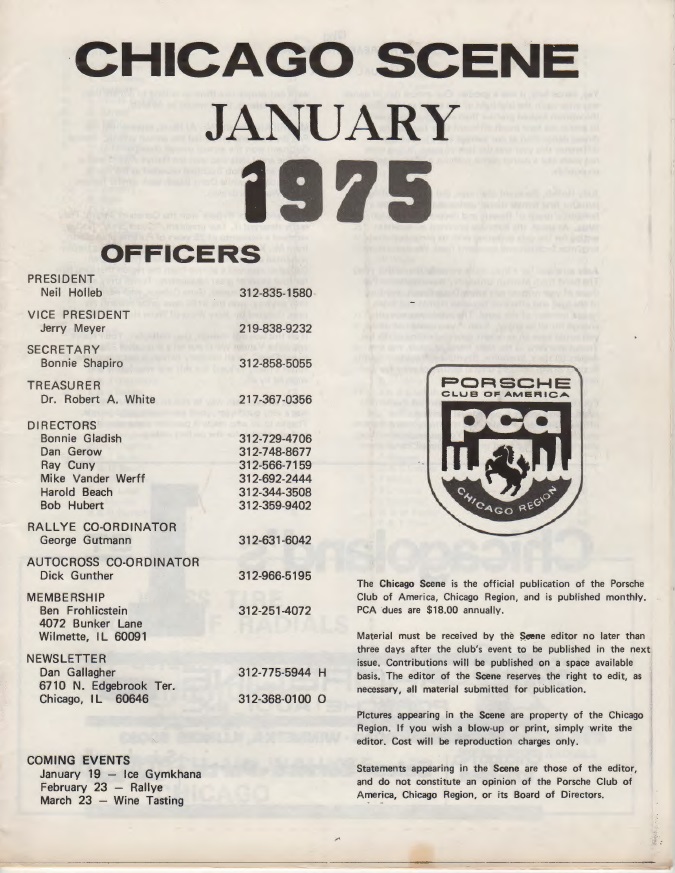 CHICAGO SCENE
JANUARY
1975
OFFICERS
PRESIDENT
Neil Holleb 312-835-1580
VICE PRESIDENT
Jerry Meyer 219-838-9232
SECRETARY
Bonnie Shapiro 312-858-5055
TREASURER
Dr. Robert A. White 217-367-0356
DIRECTORS
Bonnie Gladish 312-729-4706
Dan Gerow 312-748-8677
Ray Cuny 312-566-7159
Mike Vander Werff 312-692-2444
Harold Beach 312-344-3508
Bob Hubert 312-359-9402
RALLYE CO-ORDINATOR
George Gutmann 312-631-6042
AUTOCROSS CO-ORDINATOR
Dick Gunther 312-966-5195
MEMBERSHIP
Ben Frohlicstein 312-251-4072
4072 Bunker Lane
Wilmette, IL 60091
NEWSLETTER
Dan Gallagher 312-775-5944 H
6710 N. Edgebrook Ter.
Chicago, IL 60646 312-368-0100 O
COMING EVENTS
January 19 — Ice Gymkhana
February 23 — Rallye
March 23 — Wine Tasting
PORSCHE
CLUB OF AMERICA
pca
CHICAGO REGION
The Chicago Scene is the official publication of the Porsche
Club of America, Chicago Region, and is published monthly.
PCA dues are $18.00 annually.
Material must be received by the Scene editor no later than
three days after the club's event to be published in the next
issue. Contributions will be published on a space available
basis. The editor of the Scene reserves the right to edit, as
necessary, all material submitted for publication.
Pictures appearing in the Scene are property of the Chicago
Region. If you wish a blow-up or print, simply write the
editor. Cost will be reproduction charges only.
Statements appearing in the Scene are those of the editor,
and do not constitute an opinion of the Porsche Club of
America, Chicago Region, or its Board of Directors.